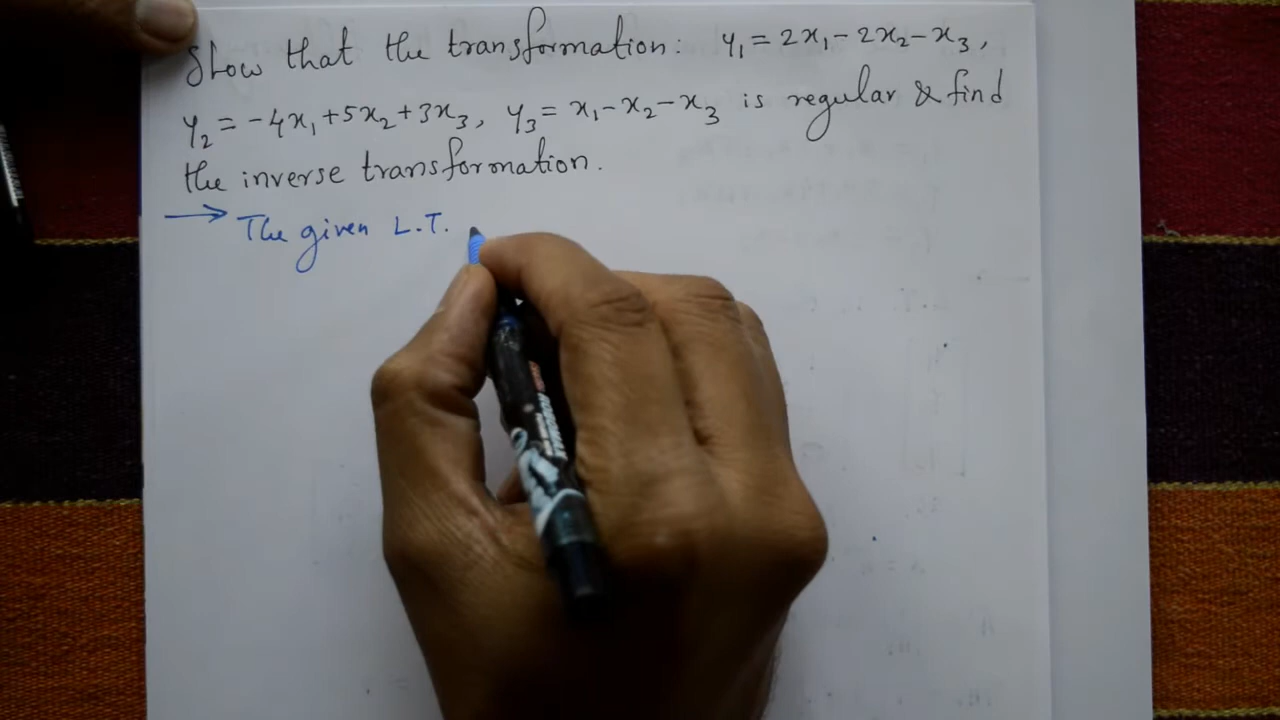 Show that the transformation: y₁ = 2x₁ - 2x₂ - x₃,
y₂ = -4x₁ + 5x₂ + 3x₃, y₃ = x₁ - x₂ - x₃ is regular & find
the inverse transformation.
→ The given L.T.